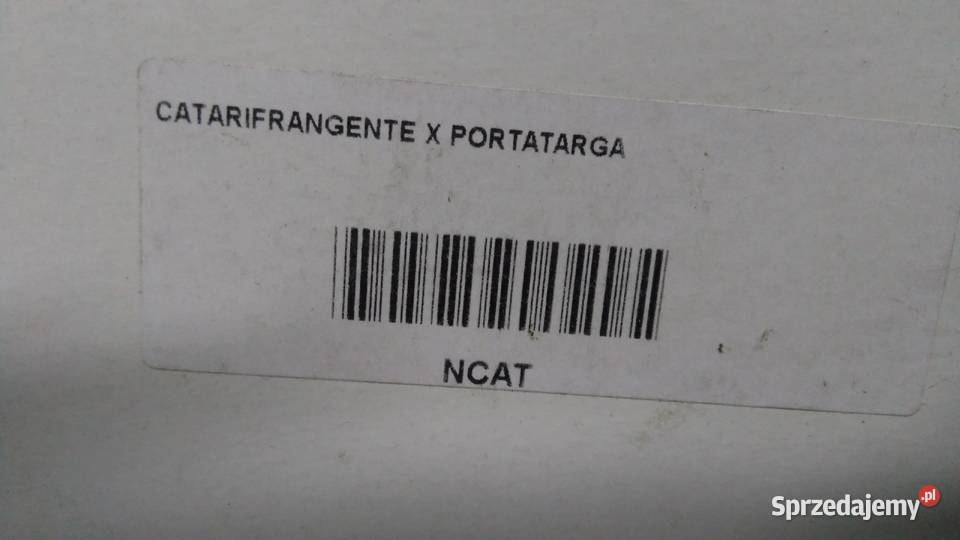 CATARIFRANGENTE X PORTATARGA
NCAT
Sprzedajemy.pl